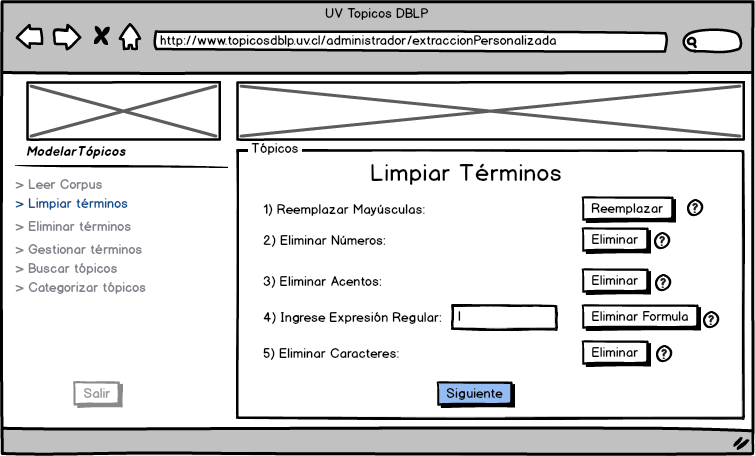 UV Topicos DBLP
http://www.topicosdblp.uv.cl/administrador/extraccionPersonalizada
Modelar Tópicos
> Leer Corpus
> Limpiar términos
> Eliminar términos
> Gestionar términos
> Buscar tópicos
> Categorizar tópicos
Salir
Tópicos
Limpiar Términos
1) Reemplazar Mayúsculas: Reemplazar ?
2) Eliminar Números: Eliminar ?
3) Eliminar Acentos: Eliminar ?
4) Ingrese Expresión Regular: Eliminar Formula ?
5) Eliminar Caracteres: Eliminar ?
Siguiente